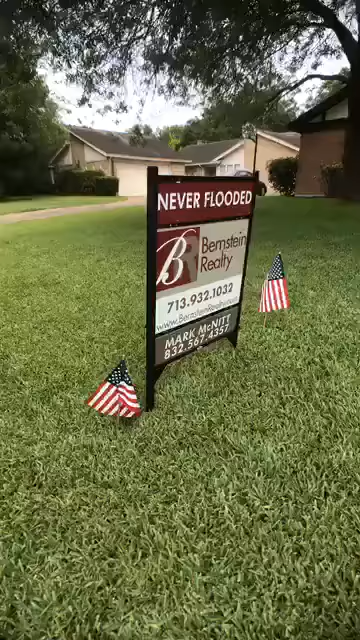 NEVER FLOODED
B
Bernstein
Realty
713.932.1032
www.BernsteinRealty.com
MARK McNITT
832.567.4357